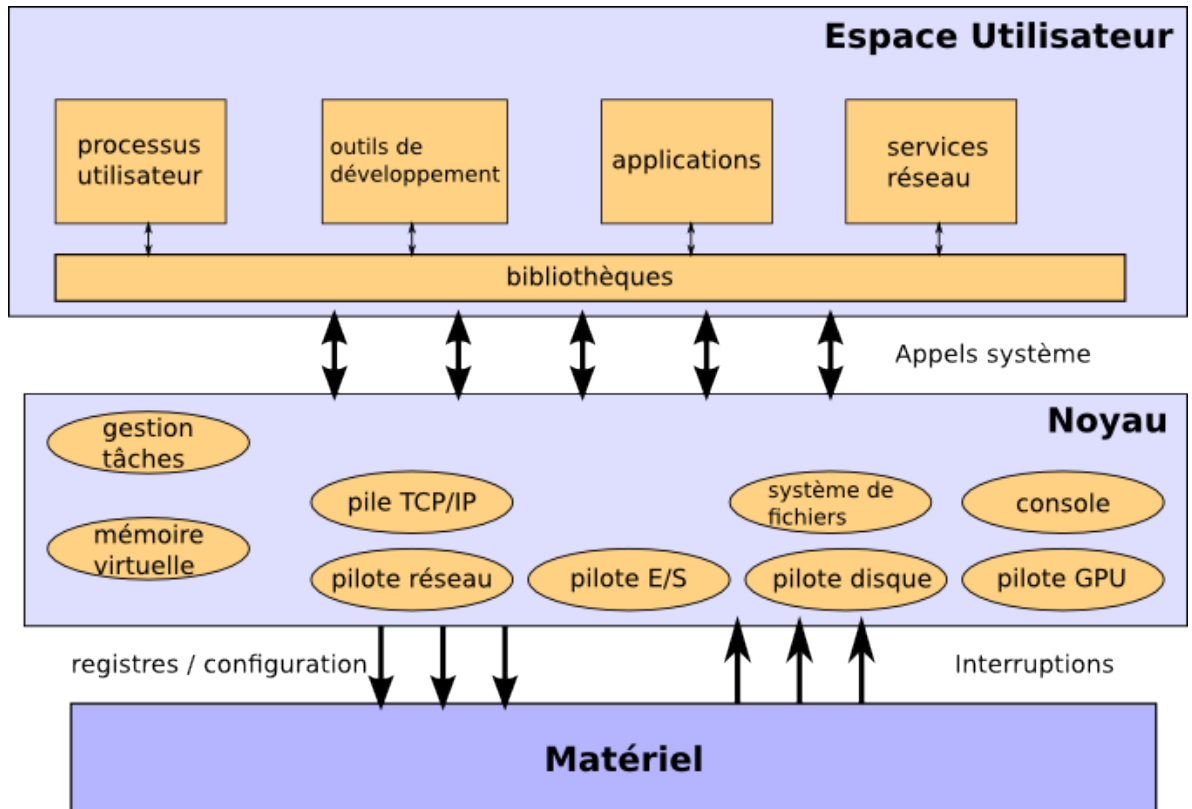 Espace Utilisateur
processus
utilisateur
outils de
développement
applications
services
réseau
bibliothèques
Appels système
Noyau
gestion
tâches
mémoire
virtuelle
pile TCP/IP
système de
fichiers
console
pilote réseau
pilote E/S
pilote disque
pilote GPU
registres / configuration
Interruptions
Matériel